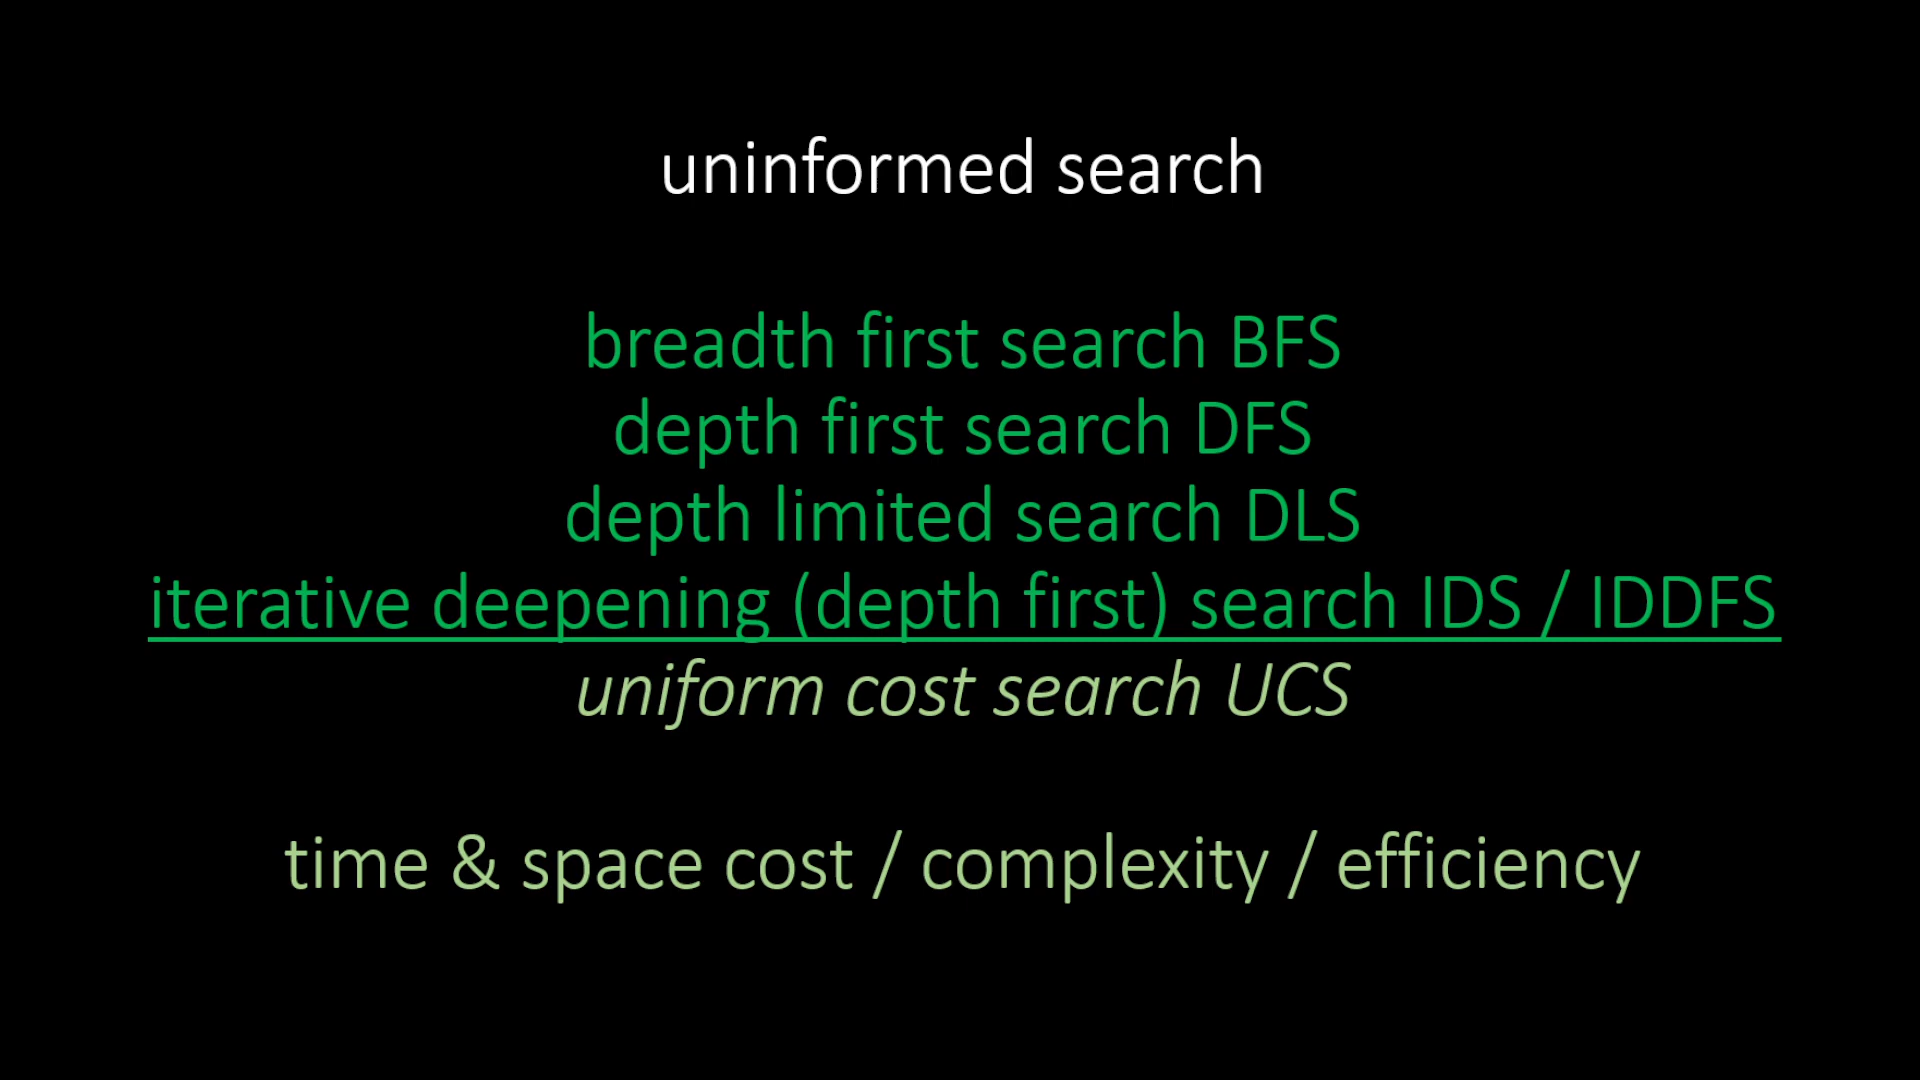 uninformed search
breadth first search BFS
depth first search DFS
depth limited search DLS
iterative deepening (depth first) search IDS / IDDFS
uniform cost search UCS
time & space cost / complexity / efficiency